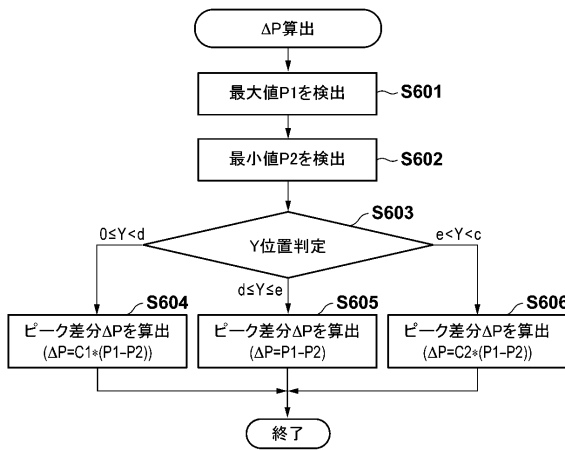 ΔP算出
最大値P1を検出
S601
最小値P2を検出
S602
S603
Y位置判定
0≤Y<d
d≤Y≤e
e<Y<c
S604
ピーク差分ΔPを算出
(ΔP=C1*(P1-P2))
S605
ピーク差分ΔPを算出
(ΔP=P1-P2)
S606
ピーク差分ΔPを算出
(ΔP=C2*(P1-P2))
終了